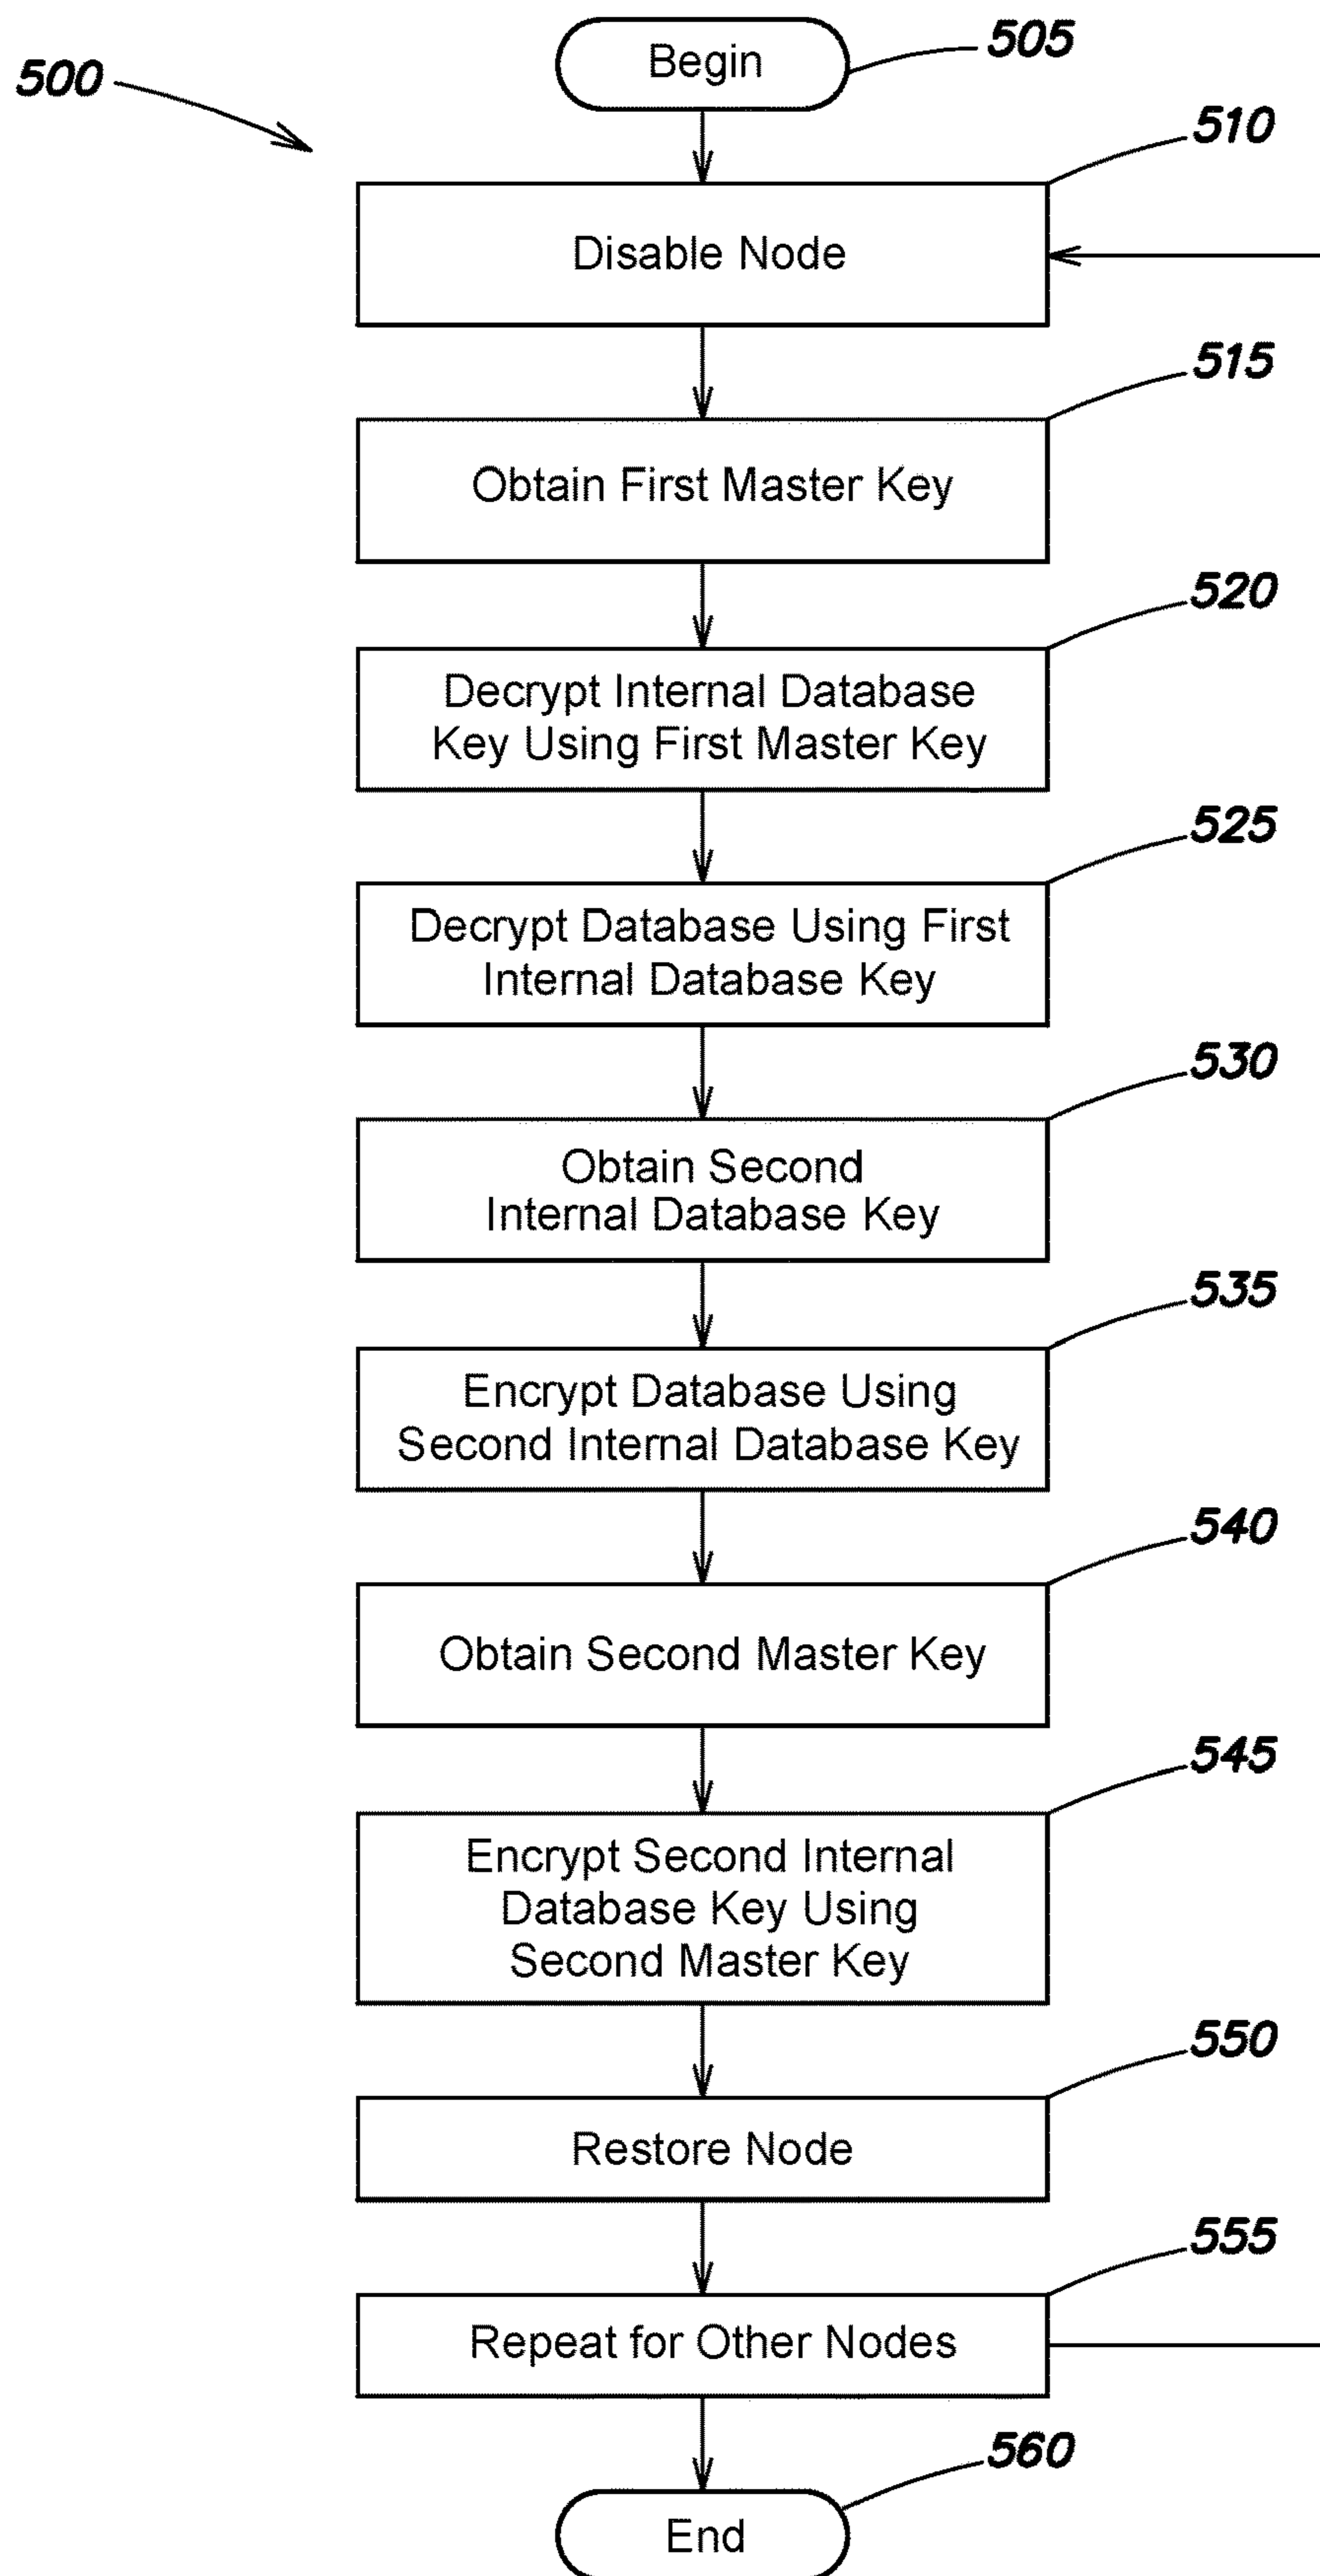 Begin
505
500
510
Disable Node
515
Obtain First Master Key
520
Decrypt Internal Database
Key Using First Master Key
525
Decrypt Database Using First
Internal Database Key
530
Obtain Second
Internal Database Key
535
Encrypt Database Using
Second Internal Database Key
540
Obtain Second Master Key
545
Encrypt Second Internal
Database Key Using
Second Master Key
550
Restore Node
555
Repeat for Other Nodes
560
End